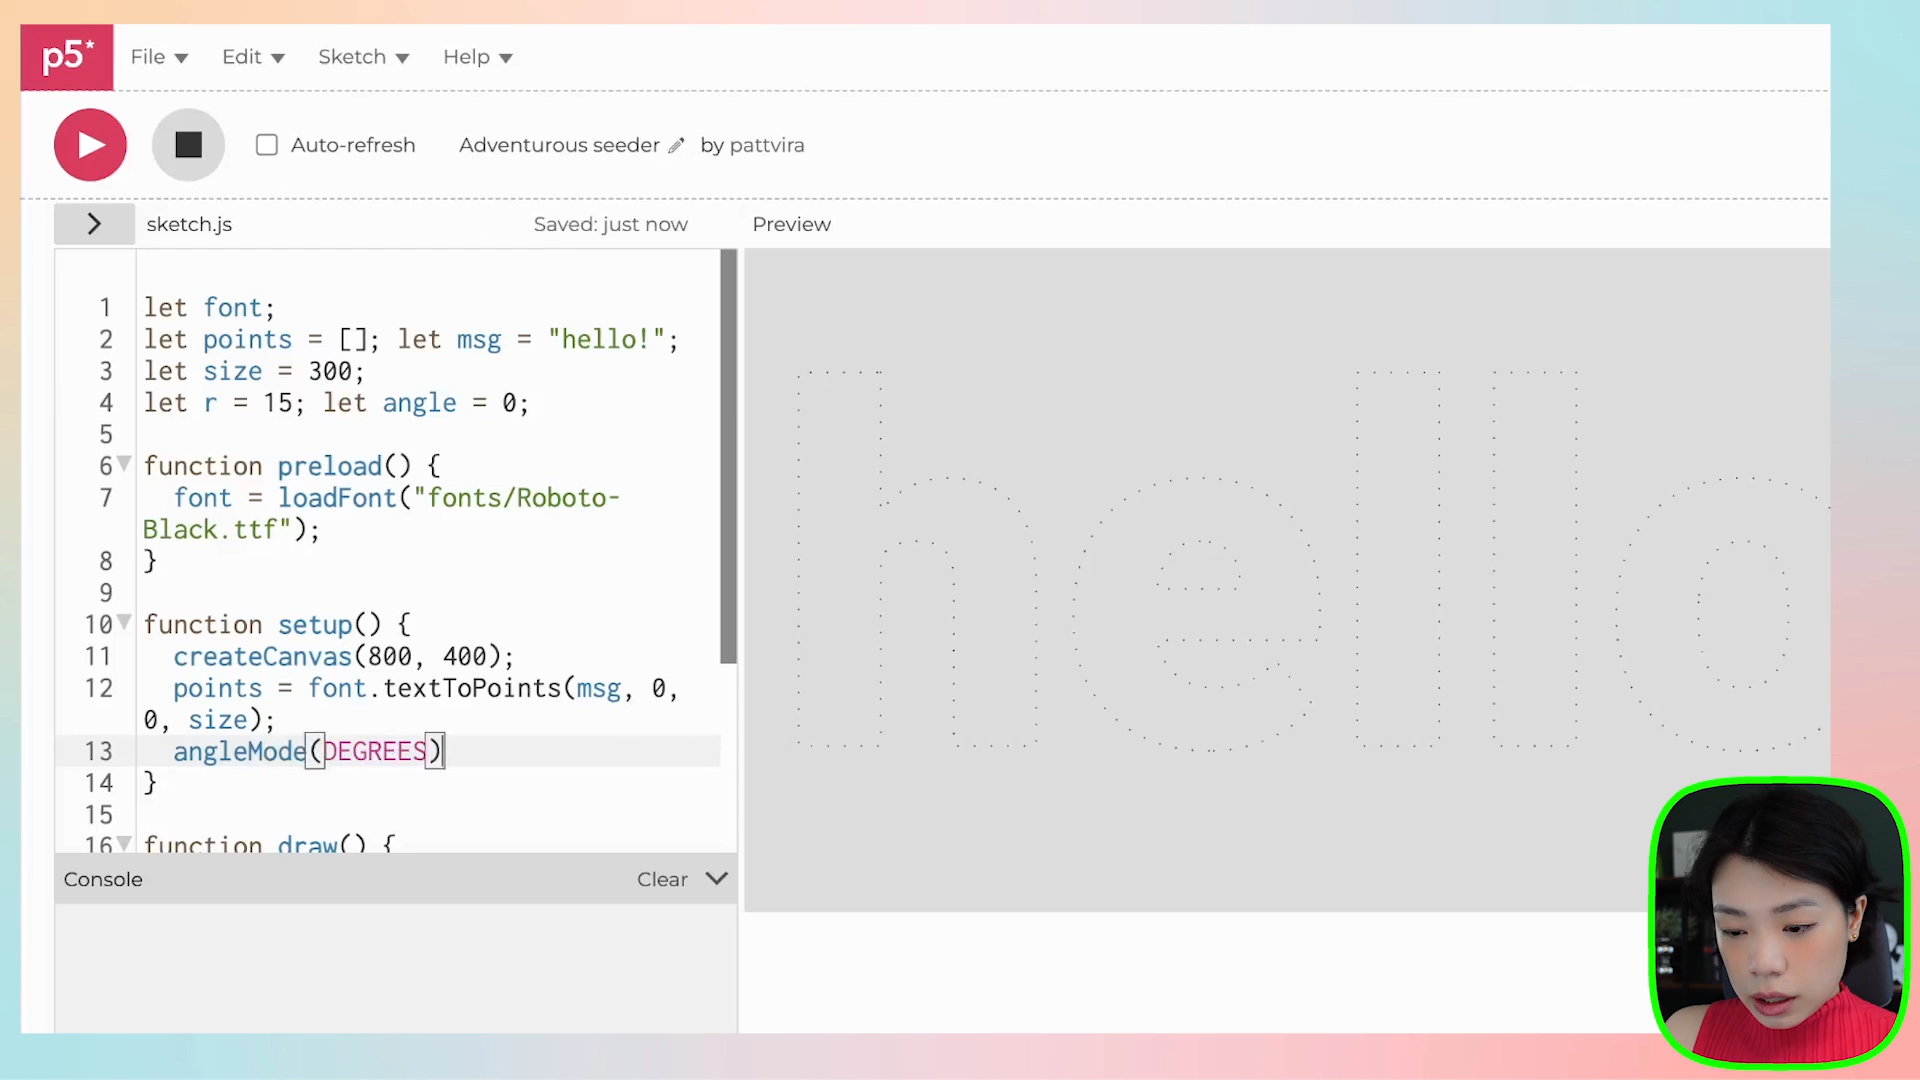 p5* File Edit Sketch Help
Auto-refresh Adventurous seeder by pattvira
sketch.js Saved: just now Preview
1 let font;
2 let points = []; let msg = "hello!";
3 let size = 300;
4 let r = 15; let angle = 0;
5
6 function preload() {
7 font = loadFont("fonts/Roboto-
Black.ttf");
8 }
9
10 function setup() {
11 createCanvas(800, 400);
12 points = font.textToPoints(msg, 0,
0, size);
13 angleMode(DEGREES)
14 }
15
16 function draw() {
Console Clear
hello